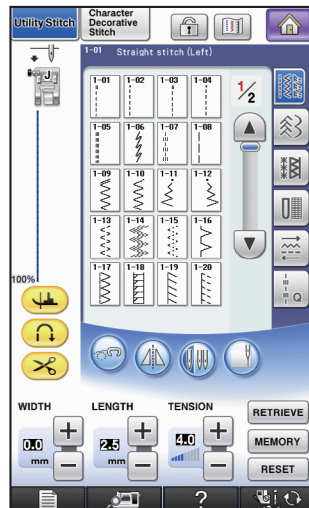 Utility Stitch
Character
Decorative
Stitch
J
1-01 Straight stitch (Left)
1-01 1-02 1-03 1-04
1/2
1-05 1-06 1-07 1-08
1-09 1-10 1-11 1-12
1-13 1-14 1-15 1-16
1-17 1-18 1-19 1-20
Q
100%
WIDTH LENGTH TENSION
0.0 mm
2.5 mm
4.0
RETRIEVE
MEMORY
RESET
?